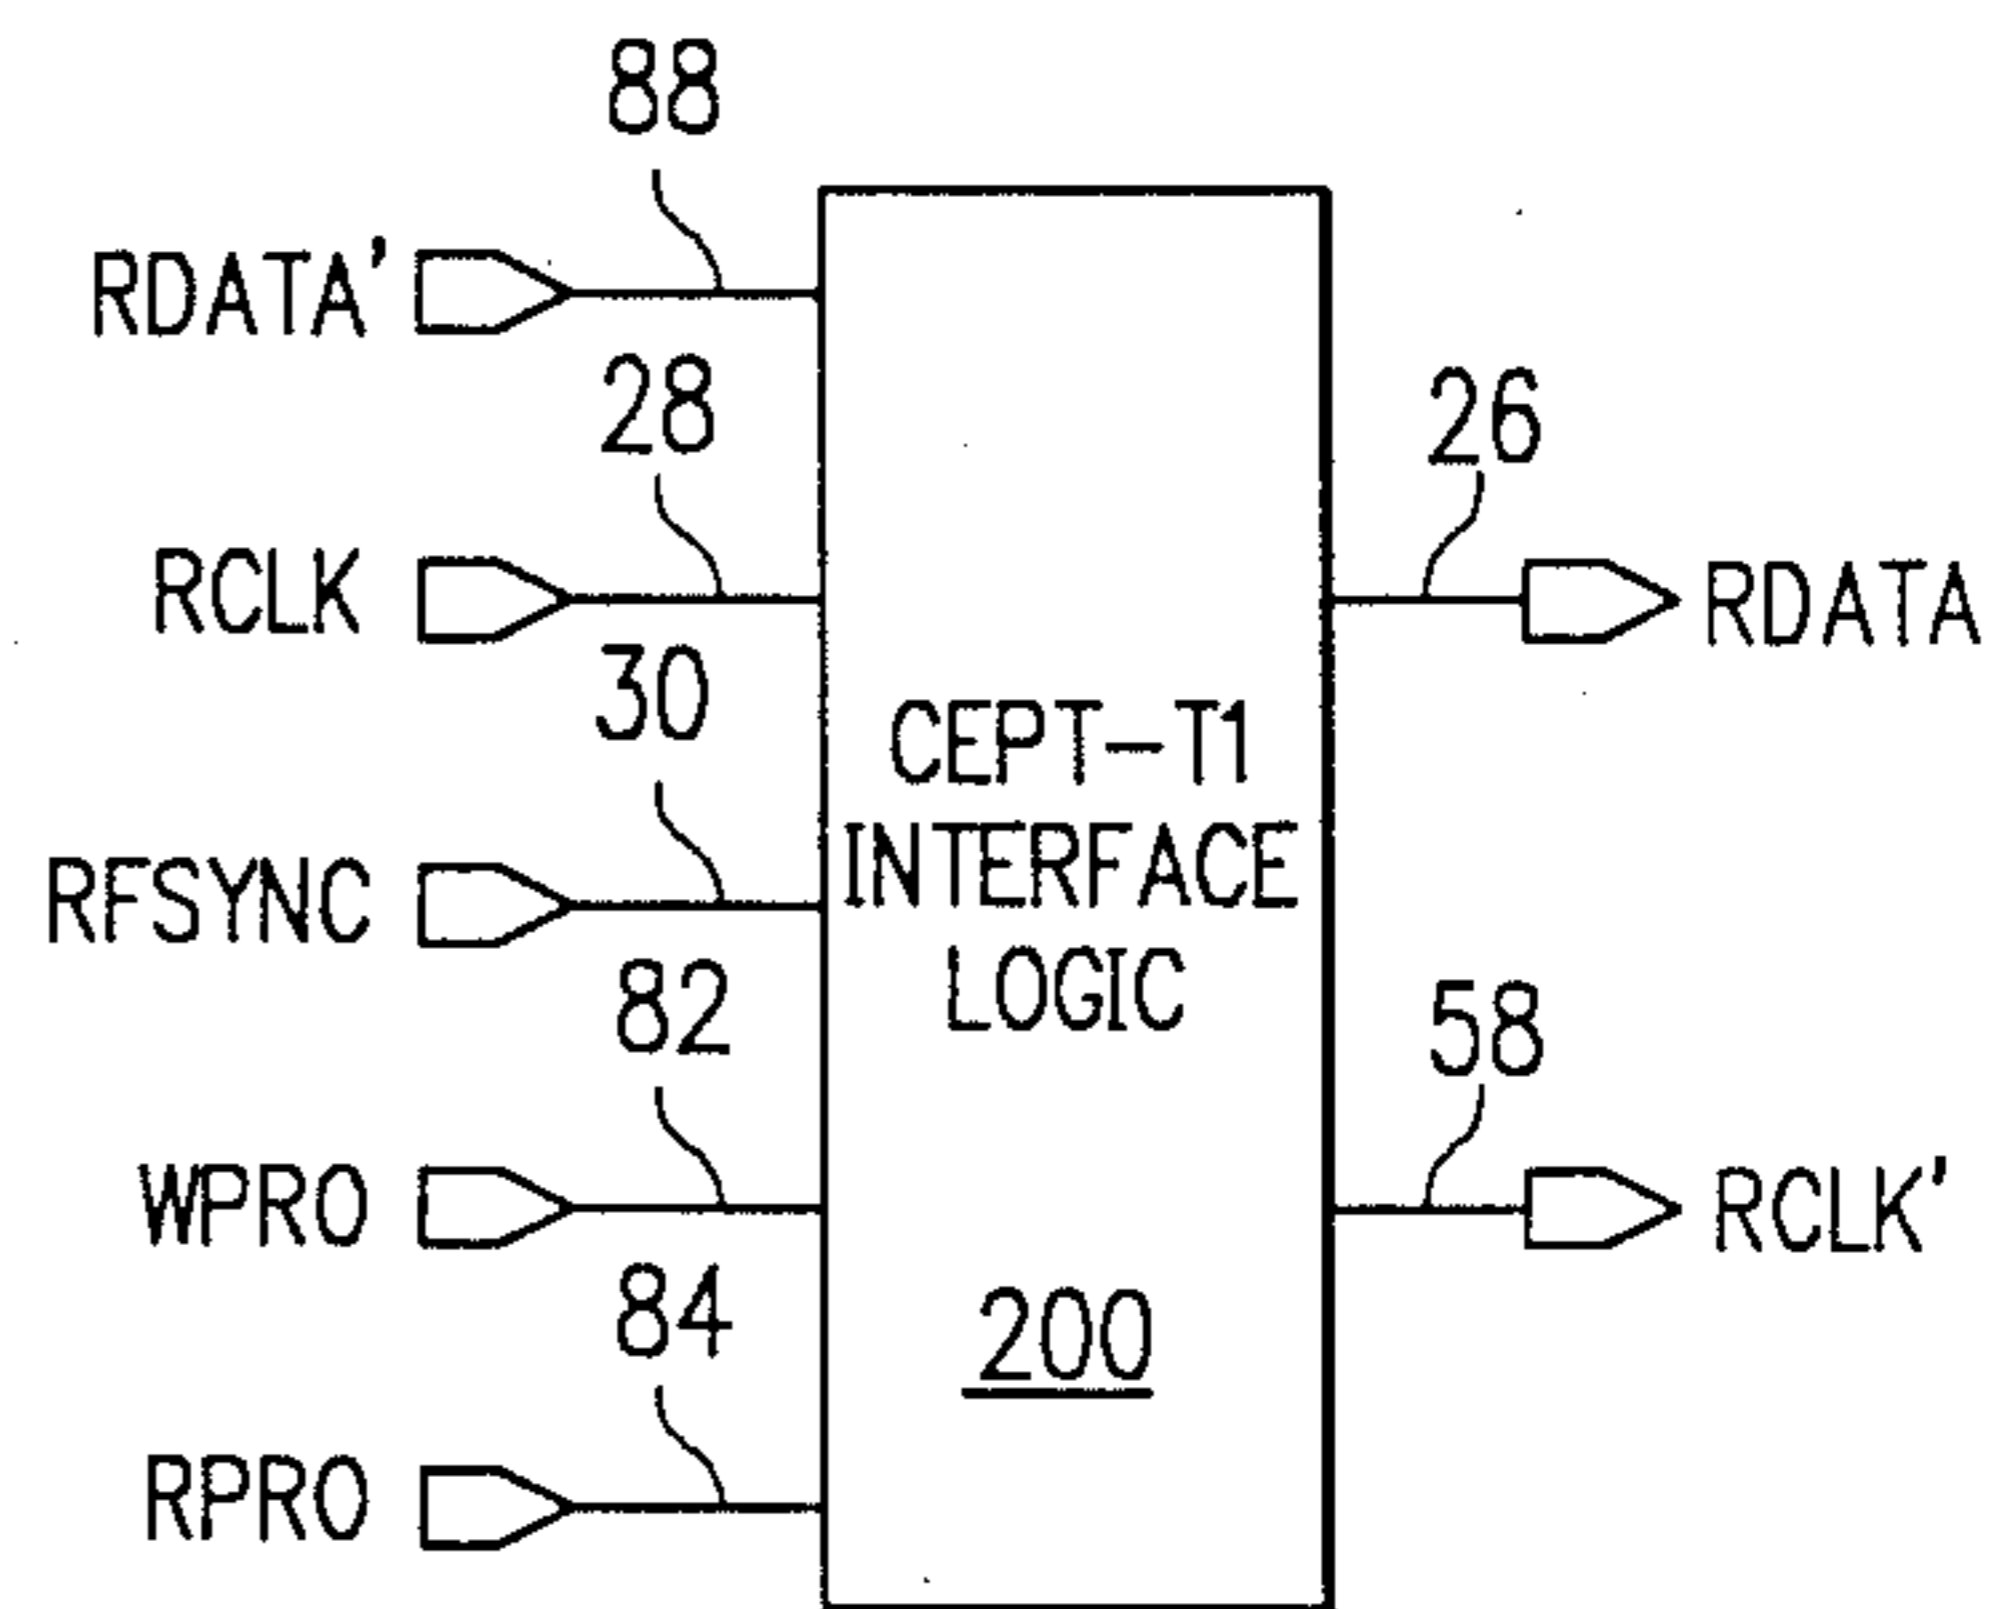 88
RDATA'
28
RCLK
30
RFSYNC
82
WPRO
84
RPRO
CEPT-T1
INTERFACE
LOGIC
200
26
RDATA
58
RCLK'